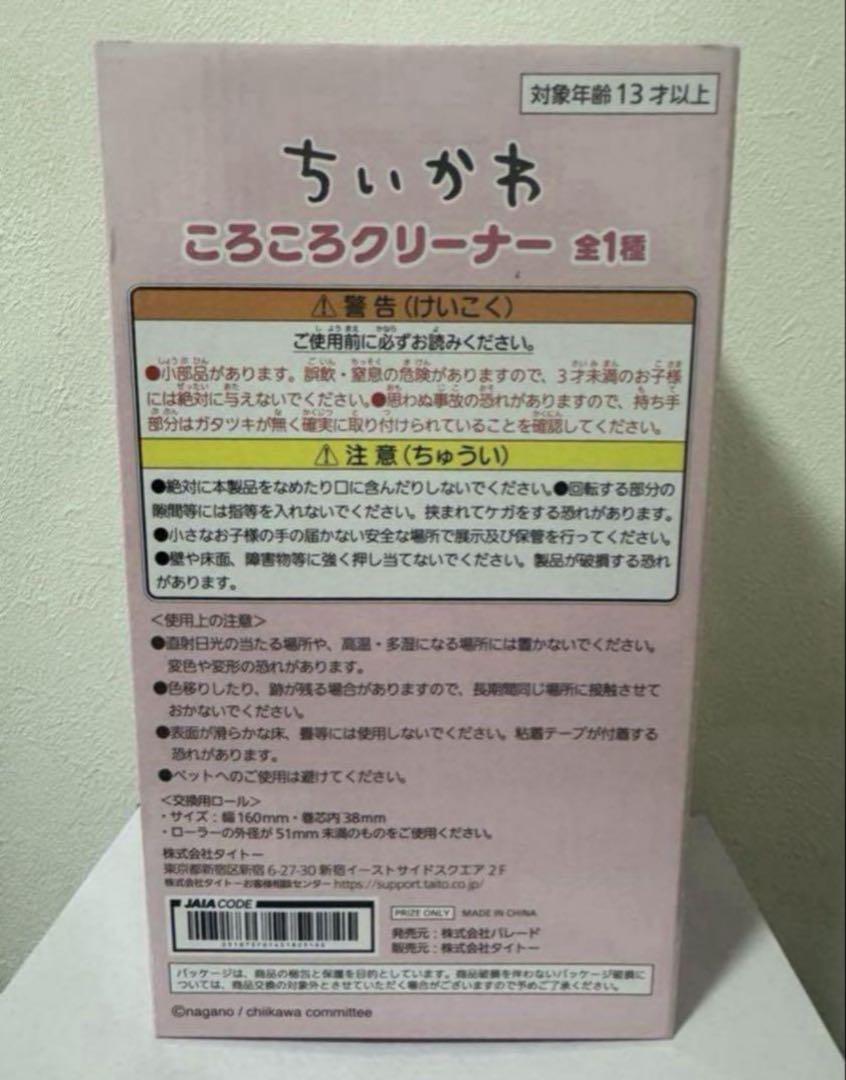 対象年齢13才以上
ちいかわ
ころころクリーナー 全1種
⚠警告(けいこく)
ご使用前に必ずお読みください。
●小部品があります。誤飲・窒息の危険がありますので、3才未満のお子様
には絶対に与えないでください。●思わぬ事故の恐れがありますので、持ち手
部分はガタツキが無く確実に取り付けられていることを確認してください。
⚠注意(ちゅうい)
●絶対に本製品をなめたり口に含んだりしないでください。●回転する部分の
隙間等には指等を入れないでください。挟まれてケガをする恐れがあります。
●小さなお子様の手の届かない安全な場所で展示及び保管を行ってください。
●壁や床面、障害物等に強く押し当てないでください。製品が破損する恐れ
があります。
<使用上の注意>
●直射日光の当たる場所や、高温・多湿になる場所には置かないでください。
変色や変形の恐れがあります。
●色移りしたり、跡が残る場合がありますので、長期間同じ場所に接触させて
おかないでください。
●表面が滑らかな床、畳等には使用しないでください。粘着テープが付着する
恐れがあります。
●ペットへのご使用は避けてください。
<交換用ロール>
・サイズ:幅160mm・巻芯内38mm
・ローラーの外径が51mm未満のものをご使用ください。
株式会社タイトー
東京都新宿区新宿6-27-30 新宿イーストサイドスクエア2F
株式会社タイトーお客様相談センター https://support.taito.co.jp/
JAIA CODE
PRIZE ONLY MADE IN CHINA
発売元:株式会社パレード
販売元:株式会社タイトー
パッケージは、商品の梱包と保護を目的としています。商品破損を伴わないパッケージ破損に
ついては、商品交換の対象外とさせていただく場合がございますので予めご了承ください。
©nagano / chiikawa committee